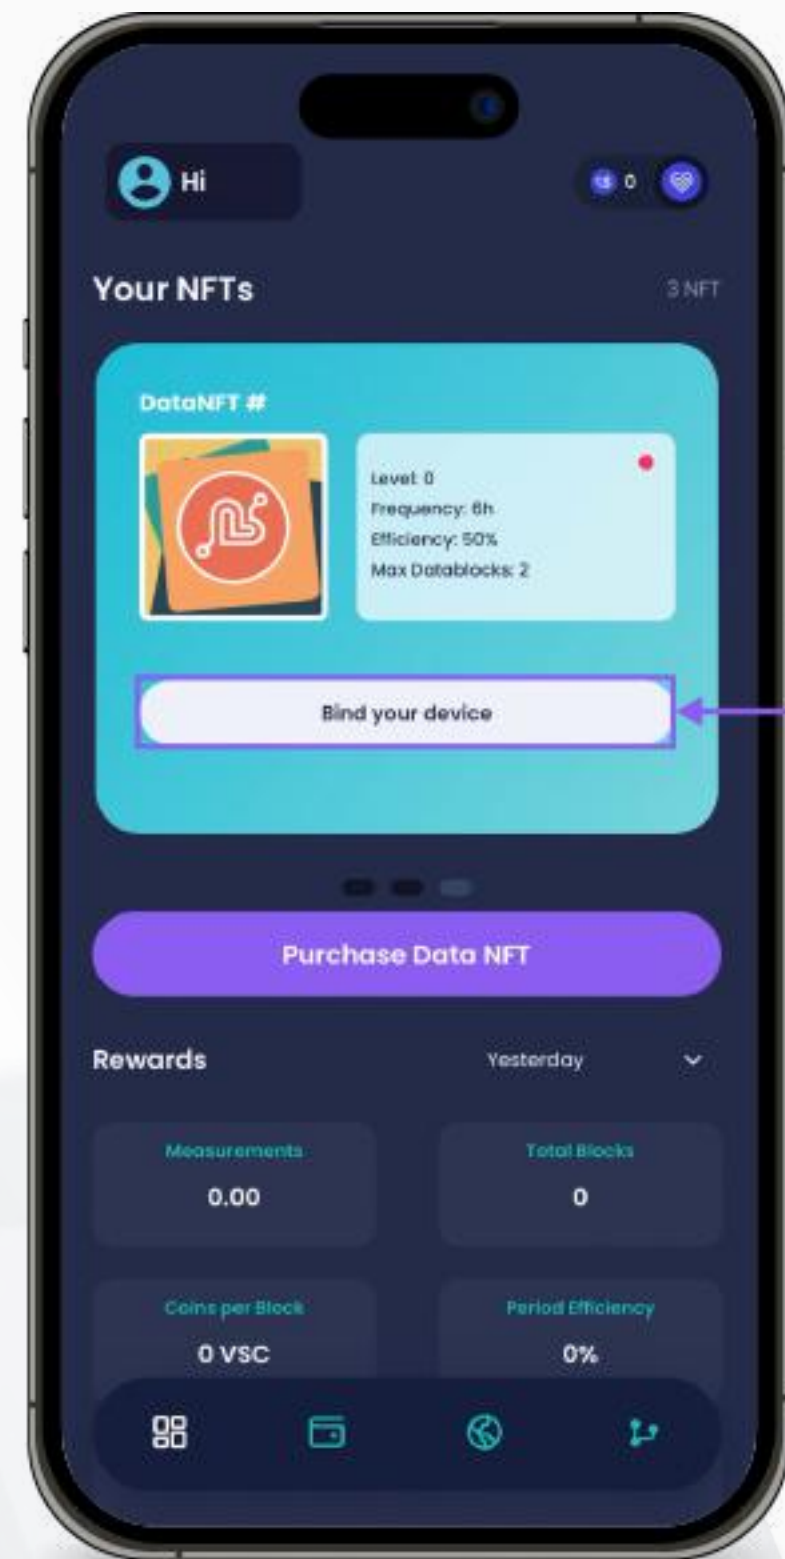 Hi
0
Your NFTs
3 NFT
DataNFT #
Level: 0
Frequency: 6h
Efficiency: 50%
Max Datablocks: 2
Bind your device
Purchase Data NFT
Rewards
Yesterday
Measurements
Total Blocks
0.00
0
Coins per Block
Period Efficiency
0 VSC
0%